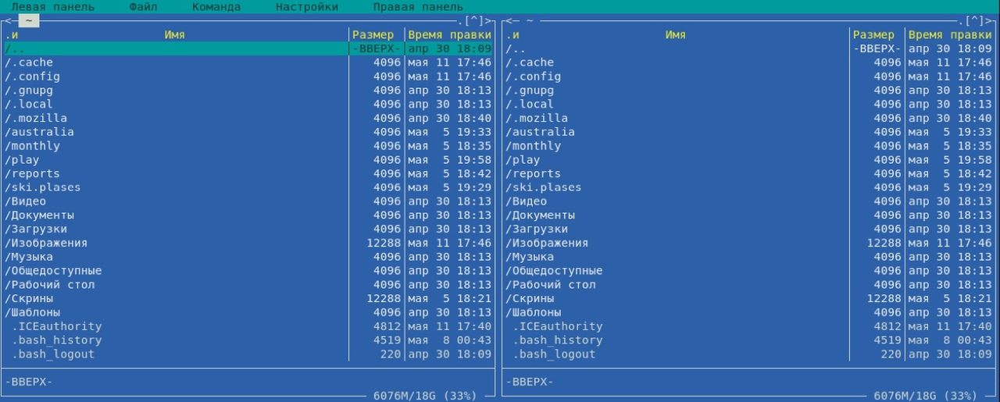 Левая панель Файл Команда Настройки Правая панель
<— ~ .[^]> <— ~ .[^]>
.и Имя Размер Время правки .и Имя Размер Время правки
/.. -ВВЕРХ- апр 30 18:09 /.. -ВВЕРХ- апр 30 18:09
/.cache 4096 мая 11 17:46 /.cache 4096 мая 11 17:46
/.config 4096 мая 11 17:46 /.config 4096 мая 11 17:46
/.gnupg 4096 апр 30 18:13 /.gnupg 4096 апр 30 18:13
/.local 4096 апр 30 18:13 /.local 4096 апр 30 18:13
/.mozilla 4096 апр 30 18:40 /.mozilla 4096 апр 30 18:40
/australia 4096 мая 5 19:33 /australia 4096 мая 5 19:33
/monthly 4096 мая 5 18:35 /monthly 4096 мая 5 18:35
/play 4096 мая 5 19:58 /play 4096 мая 5 19:58
/reports 4096 мая 5 18:42 /reports 4096 мая 5 18:42
/ski.plases 4096 мая 5 19:29 /ski.plases 4096 мая 5 19:29
/Видео 4096 апр 30 18:13 /Видео 4096 апр 30 18:13
/Документы 4096 апр 30 18:13 /Документы 4096 апр 30 18:13
/Загрузки 4096 апр 30 18:13 /Загрузки 4096 апр 30 18:13
/Изображения 12288 мая 11 17:46 /Изображения 12288 мая 11 17:46
/Музыка 4096 апр 30 18:13 /Музыка 4096 апр 30 18:13
/Общедоступные 4096 апр 30 18:13 /Общедоступные 4096 апр 30 18:13
/Рабочий стол 4096 апр 30 18:13 /Рабочий стол 4096 апр 30 18:13
/Скрины 12288 мая 5 18:21 /Скрины 12288 мая 5 18:21
/Шаблоны 4096 апр 30 18:13 /Шаблоны 4096 апр 30 18:13
.ICEauthority 4812 мая 11 17:40 .ICEauthority 4812 мая 11 17:40
.bash_history 4519 мая 8 00:43 .bash_history 4519 мая 8 00:43
.bash_logout 220 апр 30 18:09 .bash_logout 220 апр 30 18:09
-ВВЕРХ- -ВВЕРХ-
6076M/18G (33%) 6076M/18G (33%)